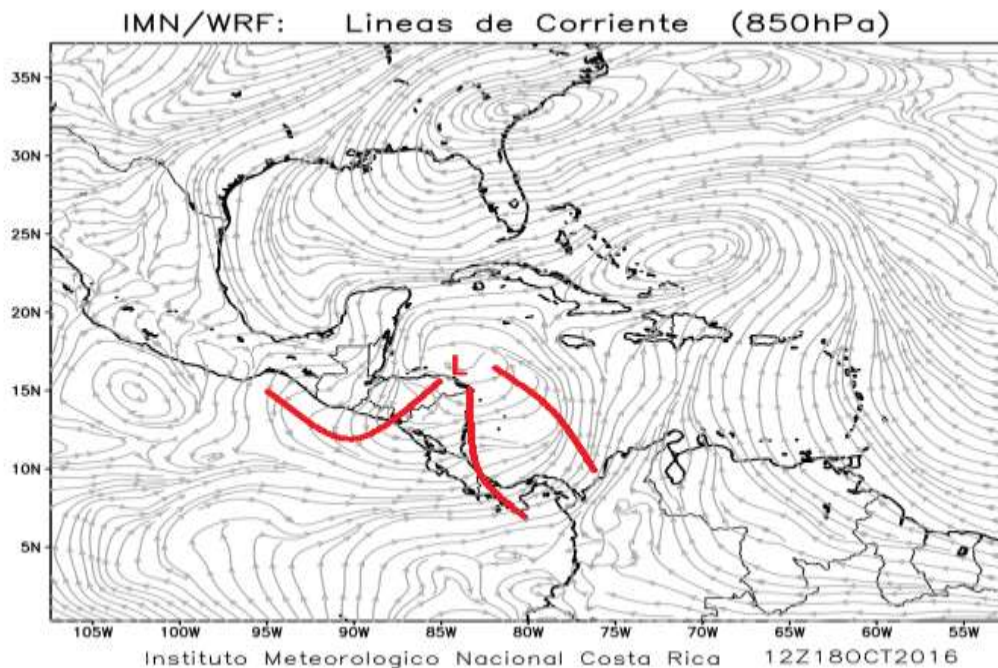 IMN/WRF: Lineas de Corriente (850hPa)
35N
30N
25N
20N
L
15N
10N
5N
105W 100W 95W 90W 85W 80W 75W 70W 65W 60W 55W
Instituto Meteorologico Nacional Costa Rica 12Z18OCT2016